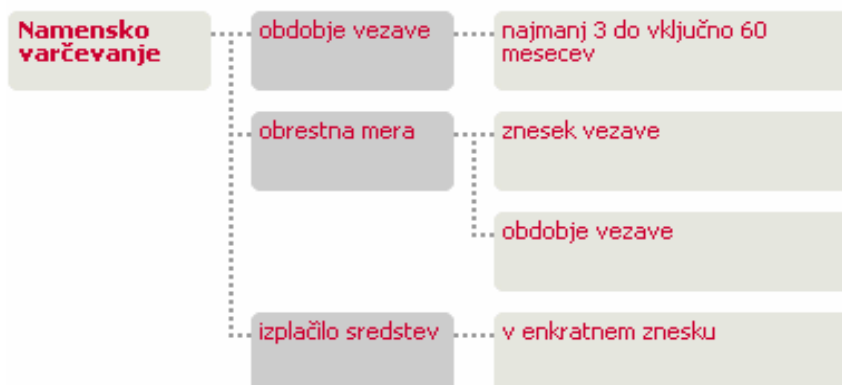 Namensko
varčevanje
obdobje vezave
najmanj 3 do vključno 60
mesecev
obrestna mera
znesek vezave
obdobje vezave
izplačilo sredstev
v enkratnem znesku